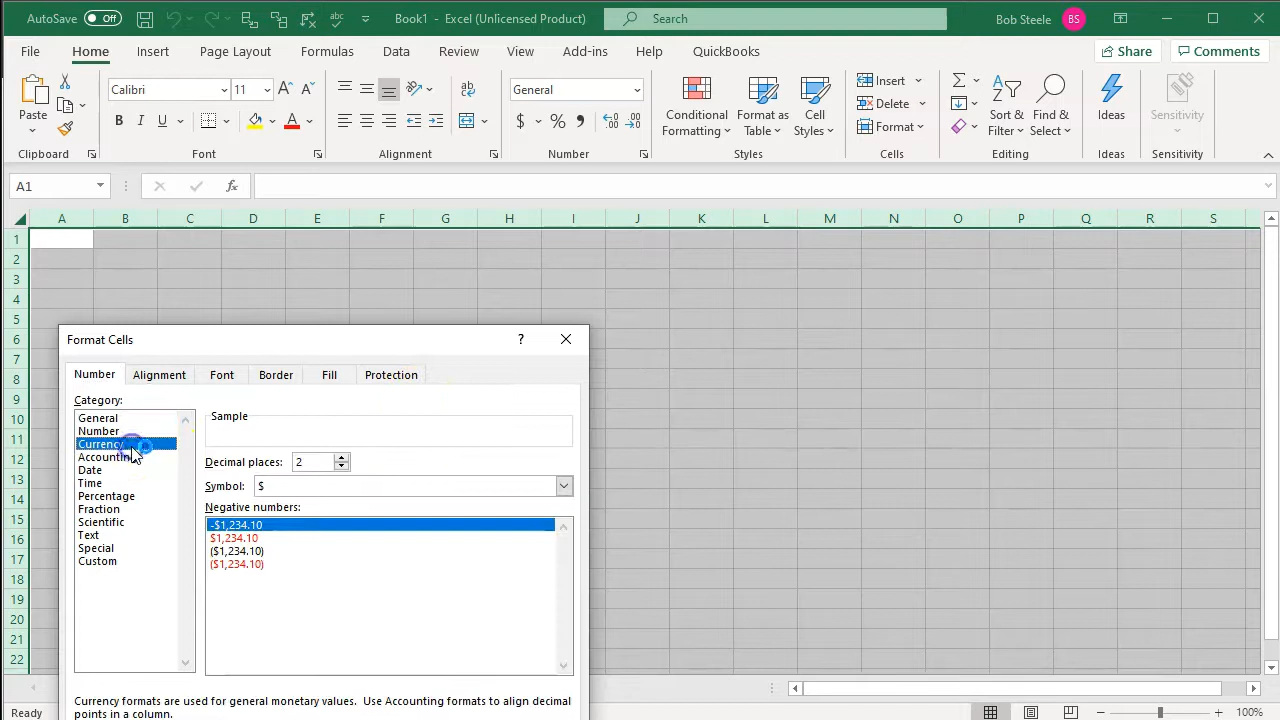 AutoSave Off Book1 - Excel (Unlicensed Product) Search Bob Steele BS
File Home Insert Draw Page Layout Formulas Data Review View Add-ins Help QuickBooks Share Comments
Paste
Clipboard
Calibri 11
B I U
Font
ab
Alignment
General
$ % ,
Number
Conditional Formatting
Format as Table
Cell Styles
Styles
Insert
Delete
Format
Cells
Sort & Filter
Find & Select
Editing
Ideas
Ideas
Sensitivity
Sensitivity
A1 fx
A B C D E F G H I J K L M N O P Q R S
1
2
3
4
5
6
7
8
9
10
11
12
13
14
15
16
17
18
19
20
21
22
Format Cells ?
Number Alignment Font Border Fill Protection
Category:
General
Number
Currency
Accounting
Date
Time
Percentage
Fraction
Scientific
Text
Special
Custom
Sample
Decimal places: 2
Symbol: $
Negative numbers:
-$1,234.10
$1,234.10
($1,234.10)
($1,234.10)
Currency formats are used for general monetary values. Use Accounting formats to align decimal
points in a column.
Ready 100%